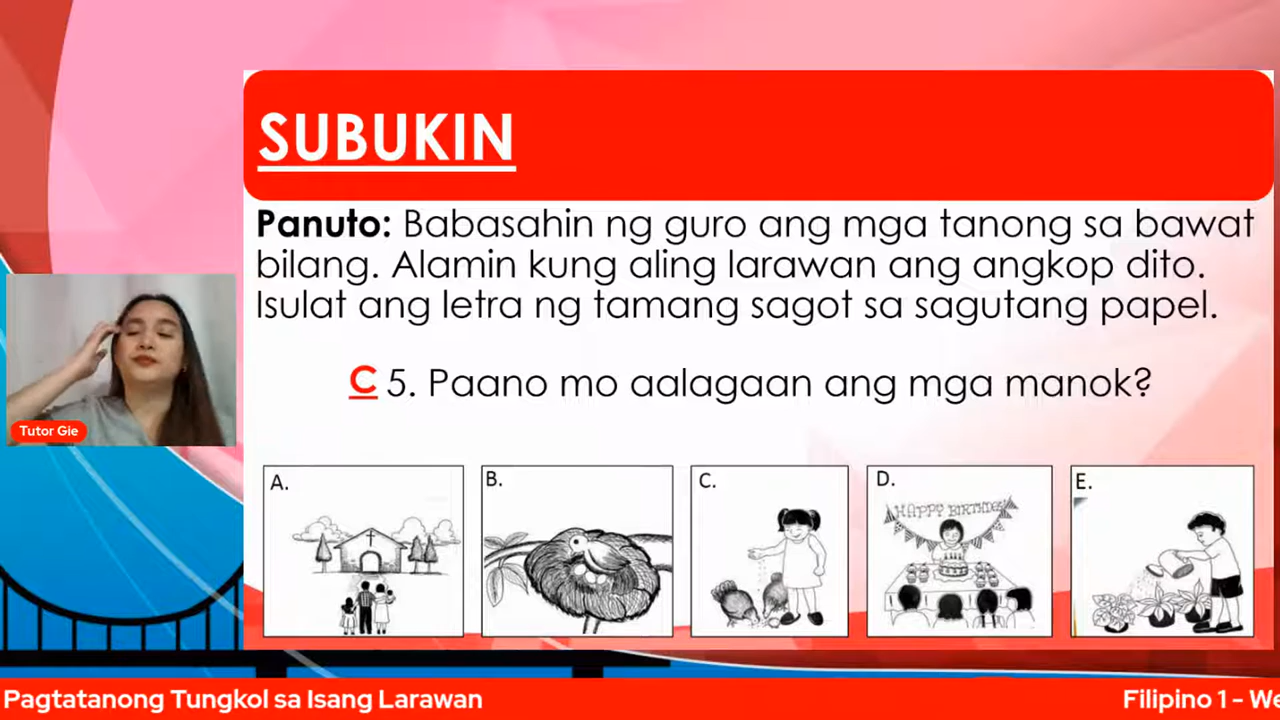 SUBUKIN
Panuto: Babasahin ng guro ang mga tanong sa bawat
bilang. Alamin kung aling larawan ang angkop dito.
Isulat ang letra ng tamang sagot sa sagutang papel.
C 5. Paano mo aalagaan ang mga manok?
A.
B.
C.
D.
HAPPY BIRTHDAY
E.
Tutor Gie
Pagtatanong Tungkol sa Isang Larawan
Filipino 1 - We